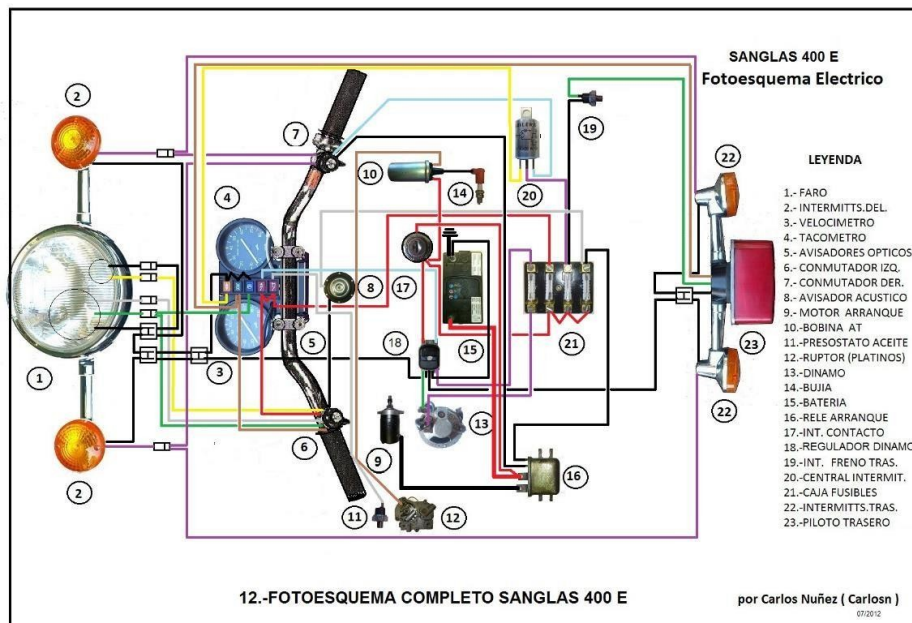 SANGLAS 400 E
Fotoesquema Electrico
LEYENDA
1.- FARO
2.- INTERMITTS.DEL.
3.- VELOCIMETRO
4.- TACOMETRO
5.- AVISADORES OPTICOS
6.- CONMUTADOR IZQ.
7.- CONMUTADOR DER.
8.- AVISADOR ACUSTICO
9.- MOTOR ARRANQUE
10.-BOBINA AT
11.-PRESOSTATO ACEITE
12.-RUPTOR (PLATINOS)
13.-DINAMO
14.-BUJIA
15.-BATERIA
16.-RELE ARRANQUE
17.-INT. CONTACTO
18.-REGULADOR DINAMO
19.-INT. FRENO TRAS.
20.-CENTRAL INTERMIT.
21.-CAJA FUSIBLES
22.-INTERMITTS.TRAS.
23.-PILOTO TRASERO
2
7
4
10
14
20
19
22
8
17
5
15
21
18
3
1
23
22
6
9
13
16
2
11
12
12.-FOTOESQUEMA COMPLETO SANGLAS 400 E
por Carlos Nuñez ( Carlosn )
07/2012